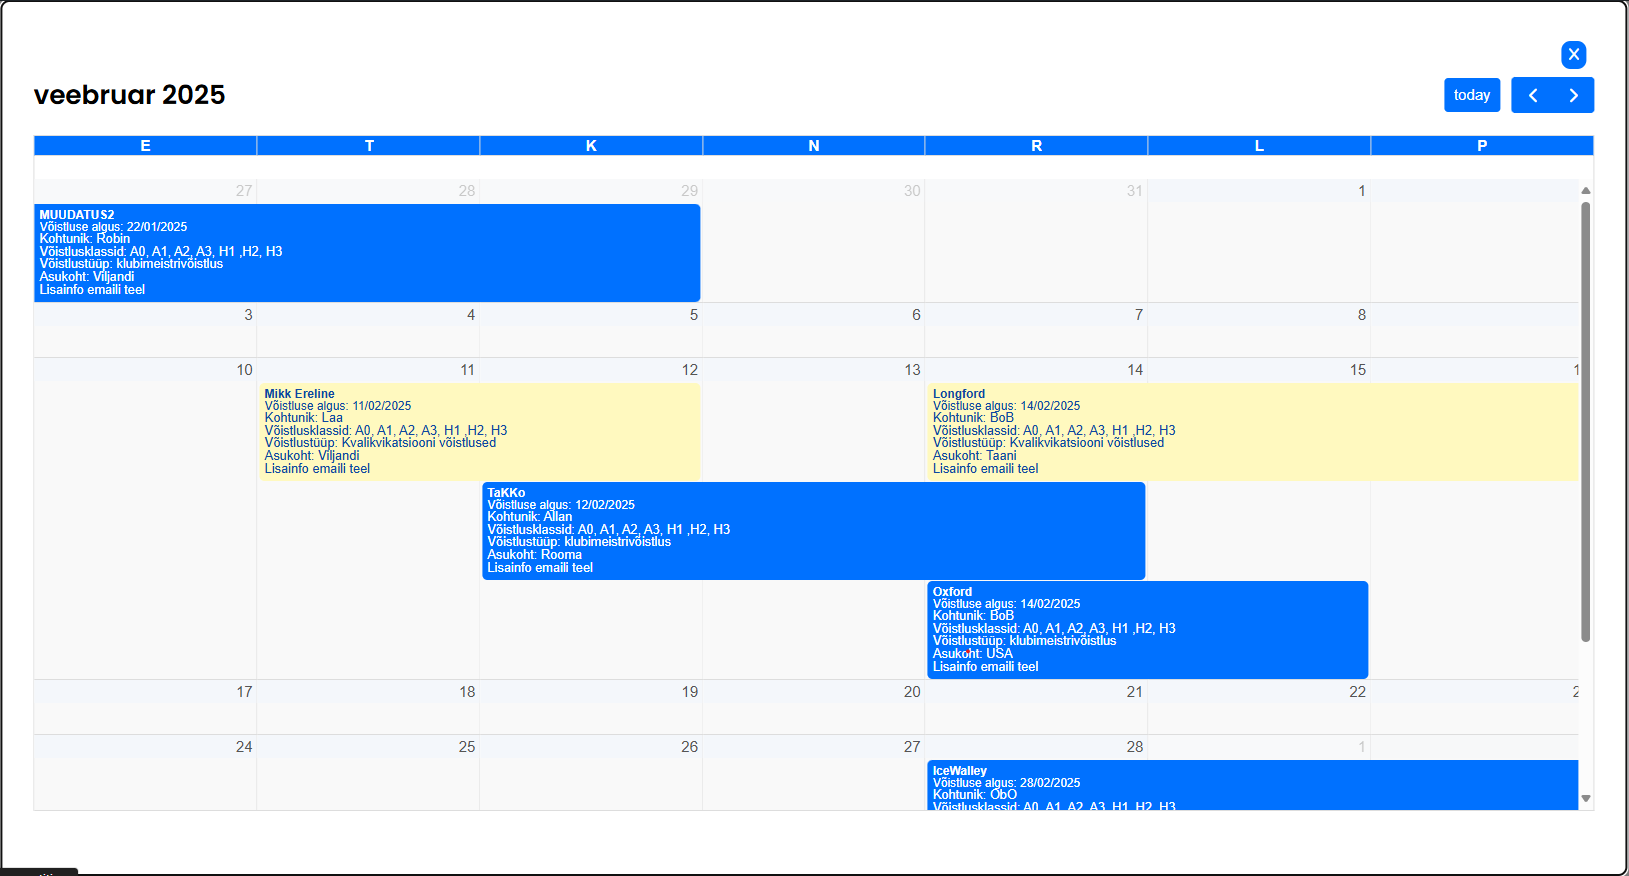 X
veebruar 2025
today
E T K N R L P
27 28 29 30 31 1
MUUDATUS2
Võistluse algus: 22/01/2025
Kohtunik: Robin
Võistlusklassid: A0, A1, A2, A3, H1 ,H2, H3
Võistlustüüp: klubimeistrivõistlus
Asukoht: Viljandi
Lisainfo emaili teel
3 4 5 6 7 8
10 11 12 13 14 15
Mikk Ereline
Võistluse algus: 11/02/2025
Kohtunik: Laa
Võistlusklassid: A0, A1, A2, A3, H1 ,H2, H3
Võistlustüüp: Kvalikvikatsiooni võistlused
Asukoht: Viljandi
Lisainfo emaili teel
Longford
Võistluse algus: 14/02/2025
Kohtunik: BoB
Võistlusklassid: A0, A1, A2, A3, H1 ,H2, H3
Võistlustüüp: Kvalikvikatsiooni võistlused
Asukoht: Taani
Lisainfo emaili teel
TaKKo
Võistluse algus: 12/02/2025
Kohtunik: Allan
Võistlusklassid: A0, A1, A2, A3, H1 ,H2, H3
Võistlustüüp: klubimeistrivõistlus
Asukoht: Rooma
Lisainfo emaili teel
Oxford
Võistluse algus: 14/02/2025
Kohtunik: BoB
Võistlusklassid: A0, A1, A2, A3, H1 ,H2, H3
Võistlustüüp: klubimeistrivõistlus
Asukoht: USA
Lisainfo emaili teel
17 18 19 20 21 22
24 25 26 27 28 1
IceWalley
Võistluse algus: 28/02/2025
Kohtunik: ObO
Võistlusklassid: A0, A1, A2, A3, H1 ,H2, H3